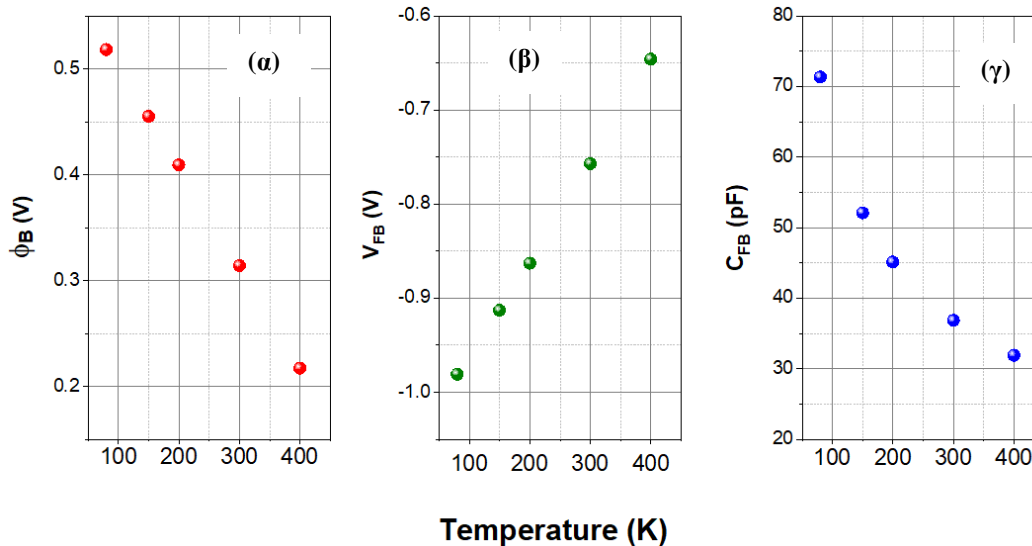 (α)
0.5
0.4
0.3
0.2
ϕB (V)
100 200 300 400
(β)
-0.6
-0.7
-0.8
-0.9
-1.0
VFB (V)
100 200 300 400
(γ)
80
70
60
50
40
30
20
CFB (pF)
100 200 300 400
Temperature (K)